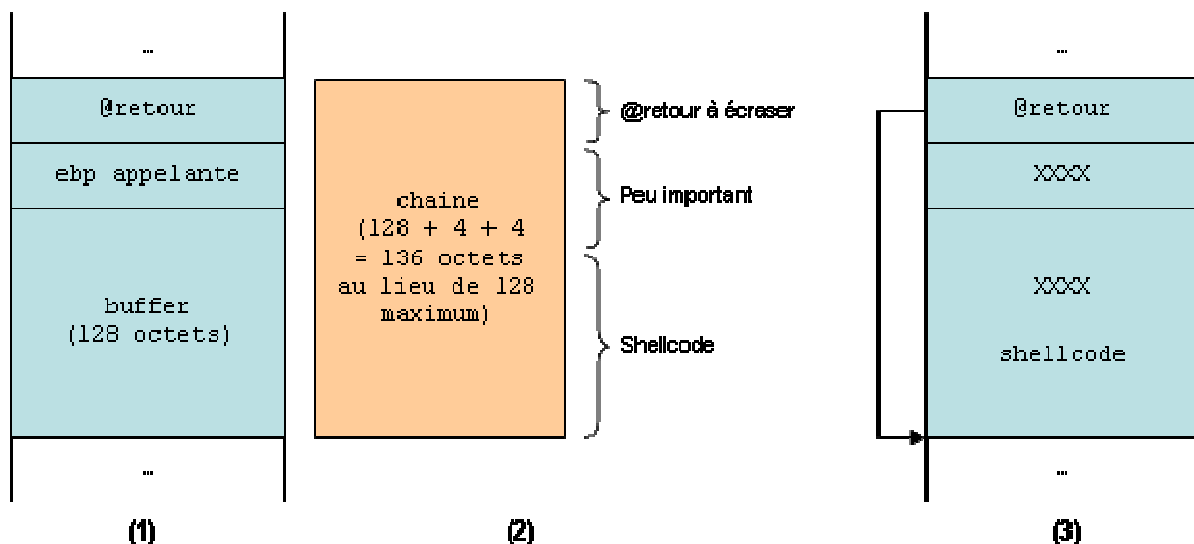 ...
@retour
ebp appelante
buffer
(128 octets)
...
(1)
chaine
(128 + 4 + 4
= 136 octets
au lieu de 128
maximum)
@retour à écraser
Peu important
Shellcode
(2)
...
@retour
XXXX
XXXX
shellcode
...
(3)